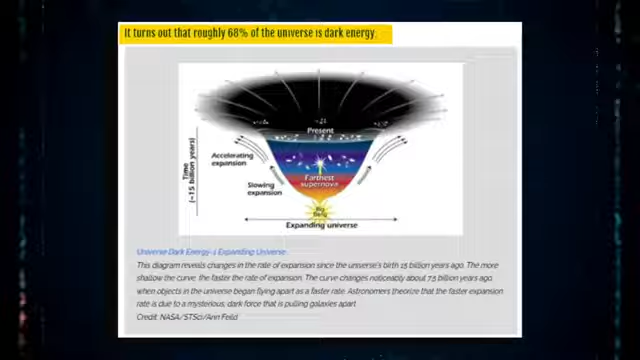 It turns out that roughly 68% of the universe is dark energy.
Present
Accelerating
expansion
Time
(~15 billion years)
Farthest
supernova
Slowing
expansion
Big
Bang
Expanding universe
Universe Dark Energy-1 Expanding Universe
This diagram reveals changes in the rate of expansion since the universe's birth 15 billion years ago. The more
shallow the curve, the faster the rate of expansion. The curve changes noticeably about 7.5 billion years ago,
when objects in the universe began flying apart as a faster rate. Astronomers theorize that the faster expansion
rate is due to a mysterious, dark force that is pulling galaxies apart.
Credit: NASA/STSci/Ann Feild